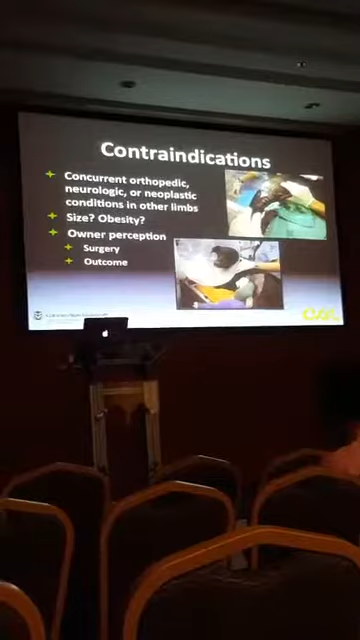 Contraindications
Concurrent orthopedic,
neurologic, or neoplastic
conditions in other limbs
Size? Obesity?
Owner perception
Surgery
Outcome